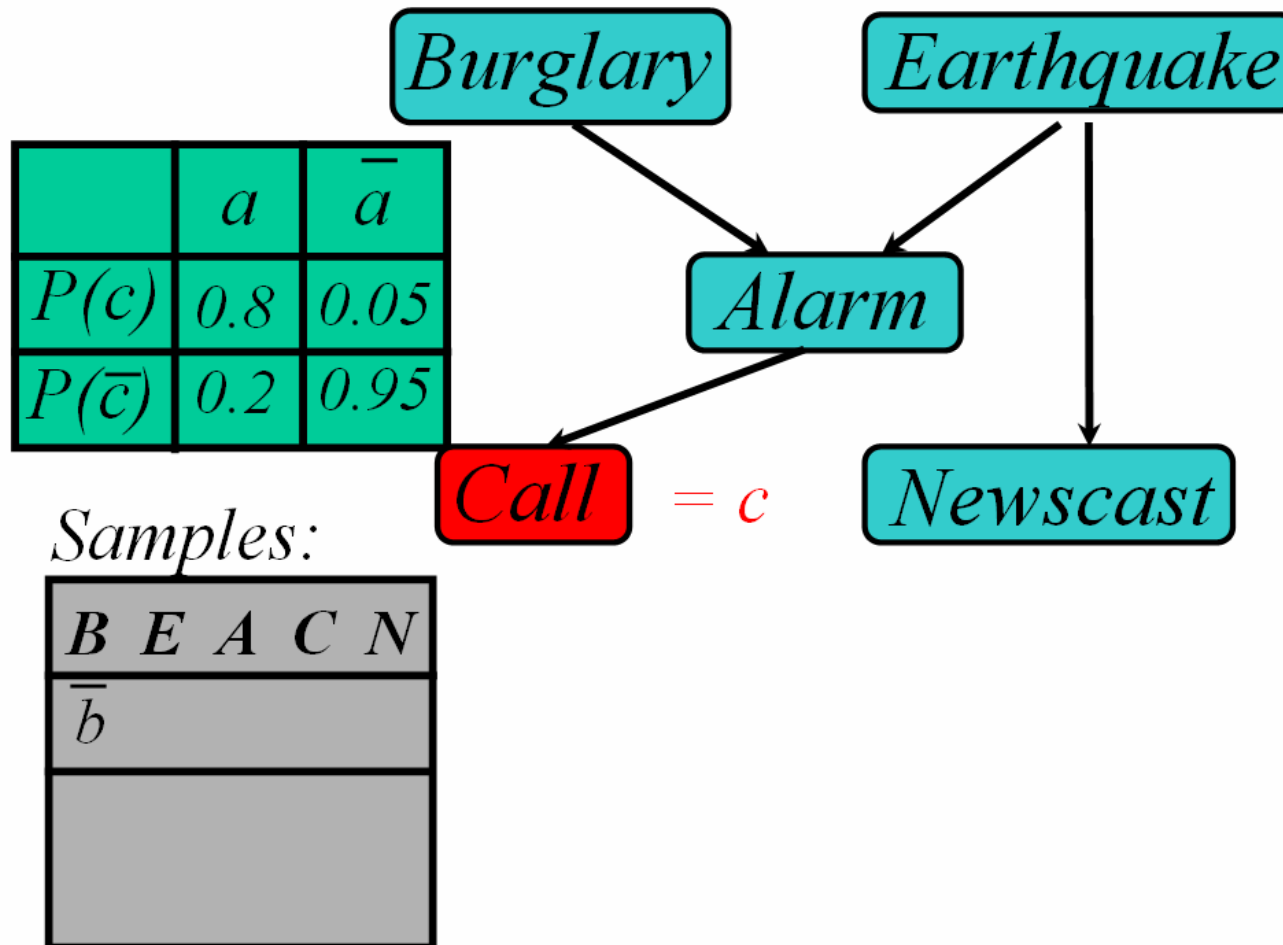 Burglary Earthquake
a a̅
Alarm
P(c) 0.8 0.05
P(c̅) 0.2 0.95
Call = c Newscast
Samples:
B E A C N
b̅